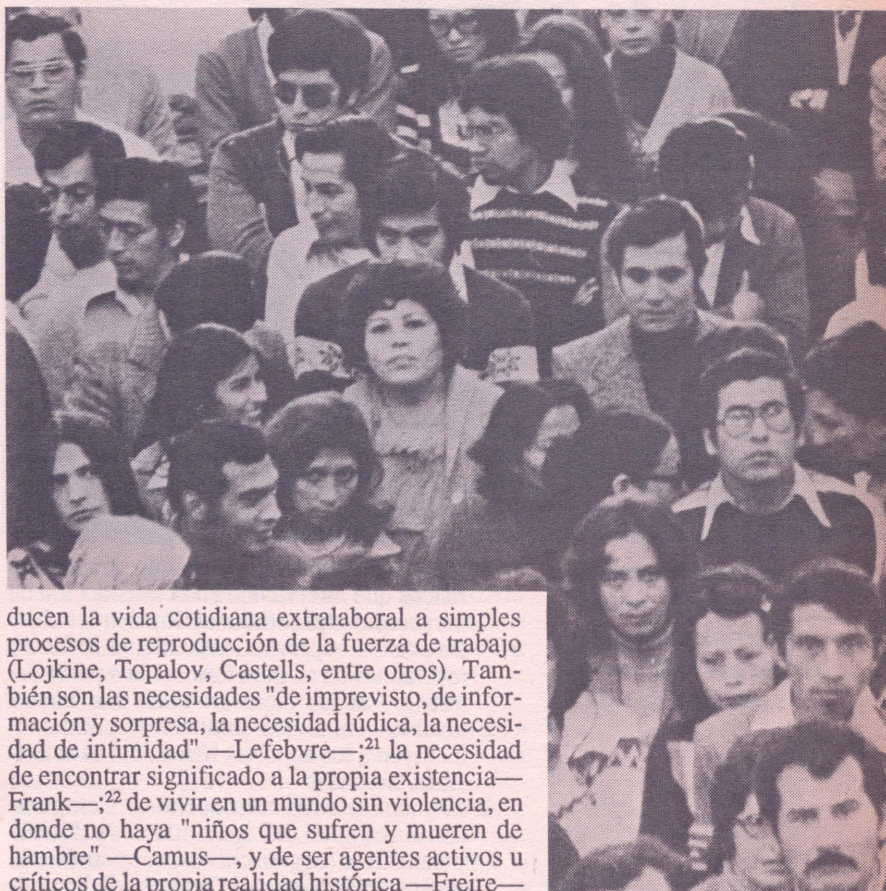 ducen la vida cotidiana extralaboral a simples
procesos de reproducción de la fuerza de trabajo
(Lojkine, Topalov, Castells, entre otros). Tam-
bién son las necesidades "de imprevisto, de infor-
mación y sorpresa, la necesidad lúdica, la necesi-
dad de intimidad" —Lefebvre—;²¹ la necesidad
de encontrar significado a la propia existencia—
Frank—;²² de vivir en un mundo sin violencia, en
donde no haya "niños que sufren y mueren de
hambre" —Camus—, y de ser agentes activos u
críticos de la propia realidad histórica —Freire—